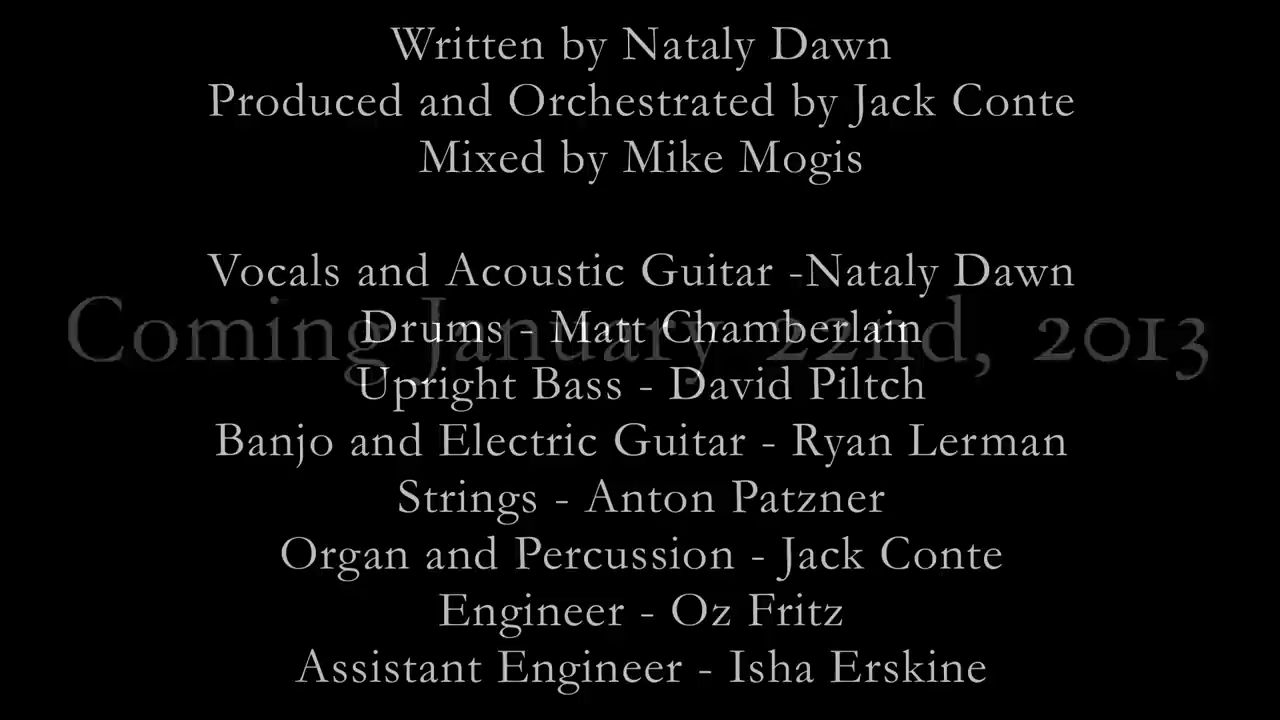 Written by Nataly Dawn
Produced and Orchestrated by Jack Conte
Mixed by Mike Mogis
Vocals and Acoustic Guitar -Nataly Dawn
Coming January 22nd, 2013
Drums - Matt Chamberlain
Upright Bass - David Piltch
Banjo and Electric Guitar - Ryan Lerman
Strings - Anton Patzner
Organ and Percussion - Jack Conte
Engineer - Oz Fritz
Assistant Engineer - Isha Erskine